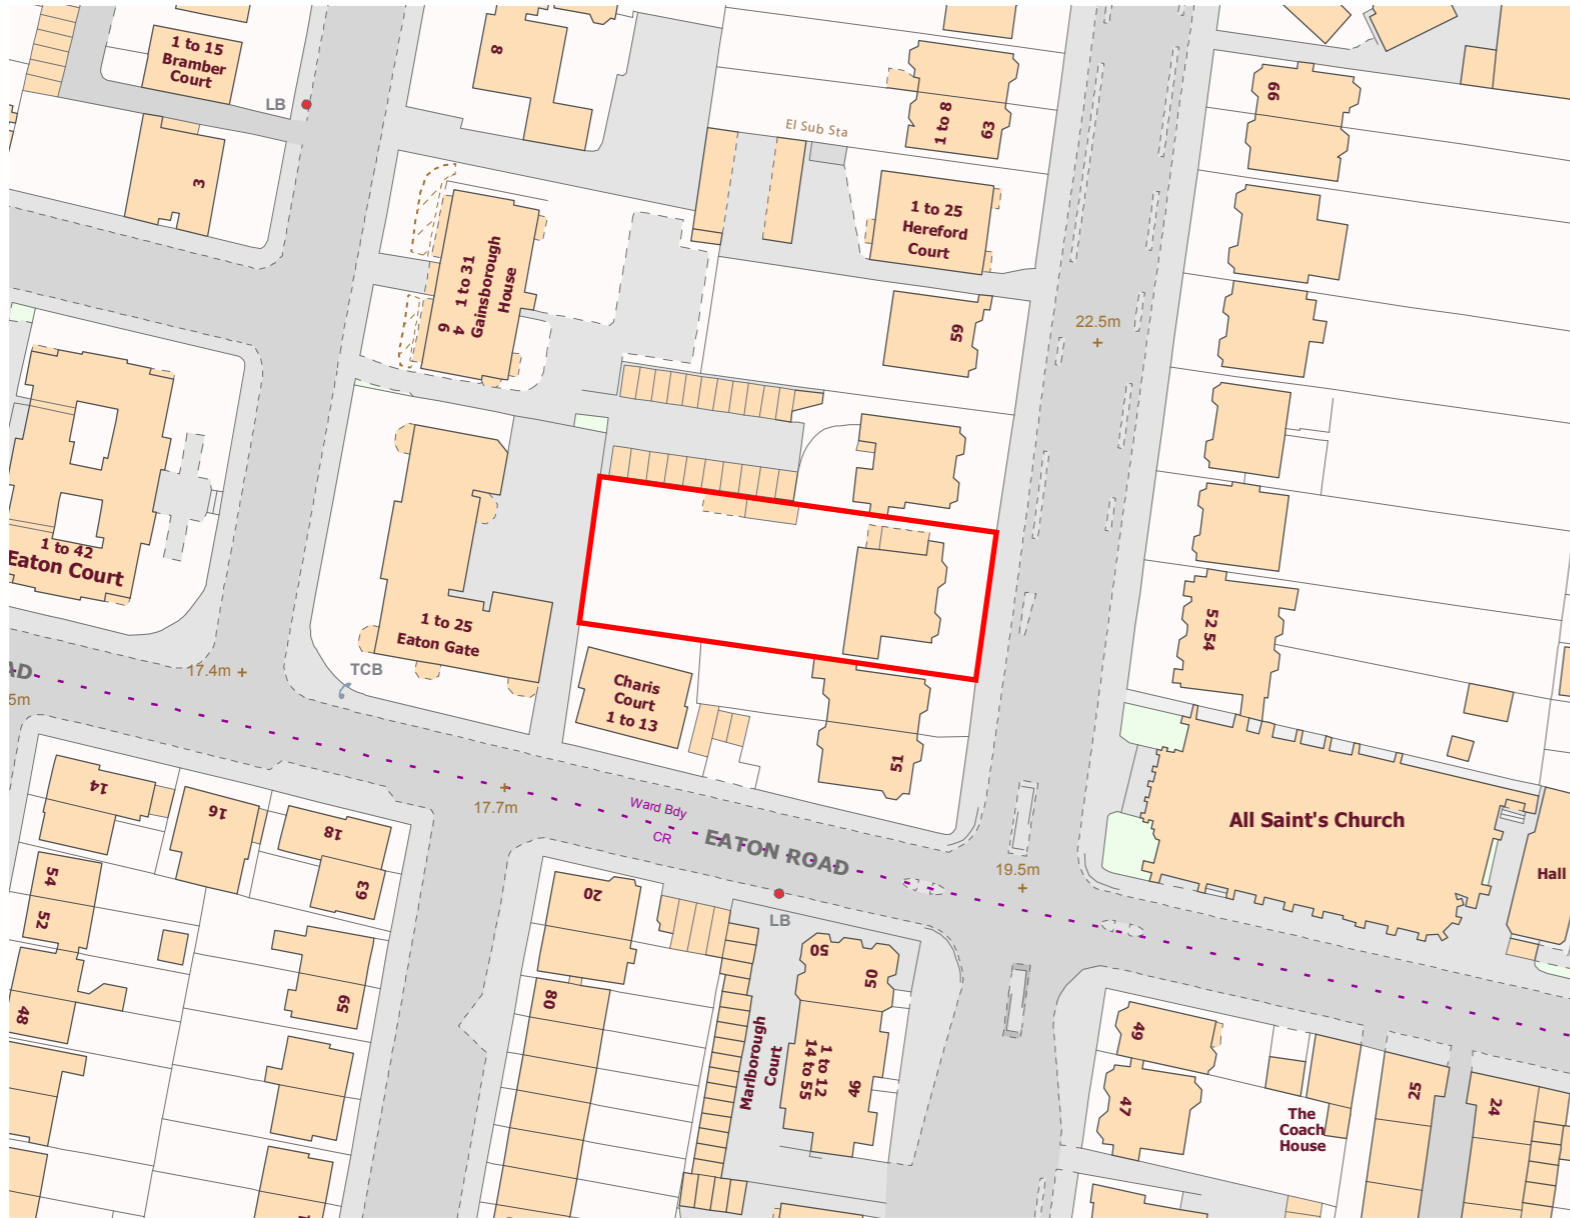 1 to 15
Bramber
Court
LB
8
3
El Sub Sta
1 to 8
63
66
1 to 25
Hereford
Court
1 to 31
Gainsborough
House
4
6
59
22.5m
1 to 42
Eaton Court
1 to 25
Eaton Gate
52 54
17.4m
TCB
AD
5m
Charis
Court
1 to 13
51
14
16
18
17.7m
Ward Bdy
CR
EATON ROAD
All Saint's Church
Hall
19.5m
LB
54
52
63
20
50
50
65
48
80
Marlborough
Court
1 to 12
14 to 55
46
49
47
The
Coach
House
25
24